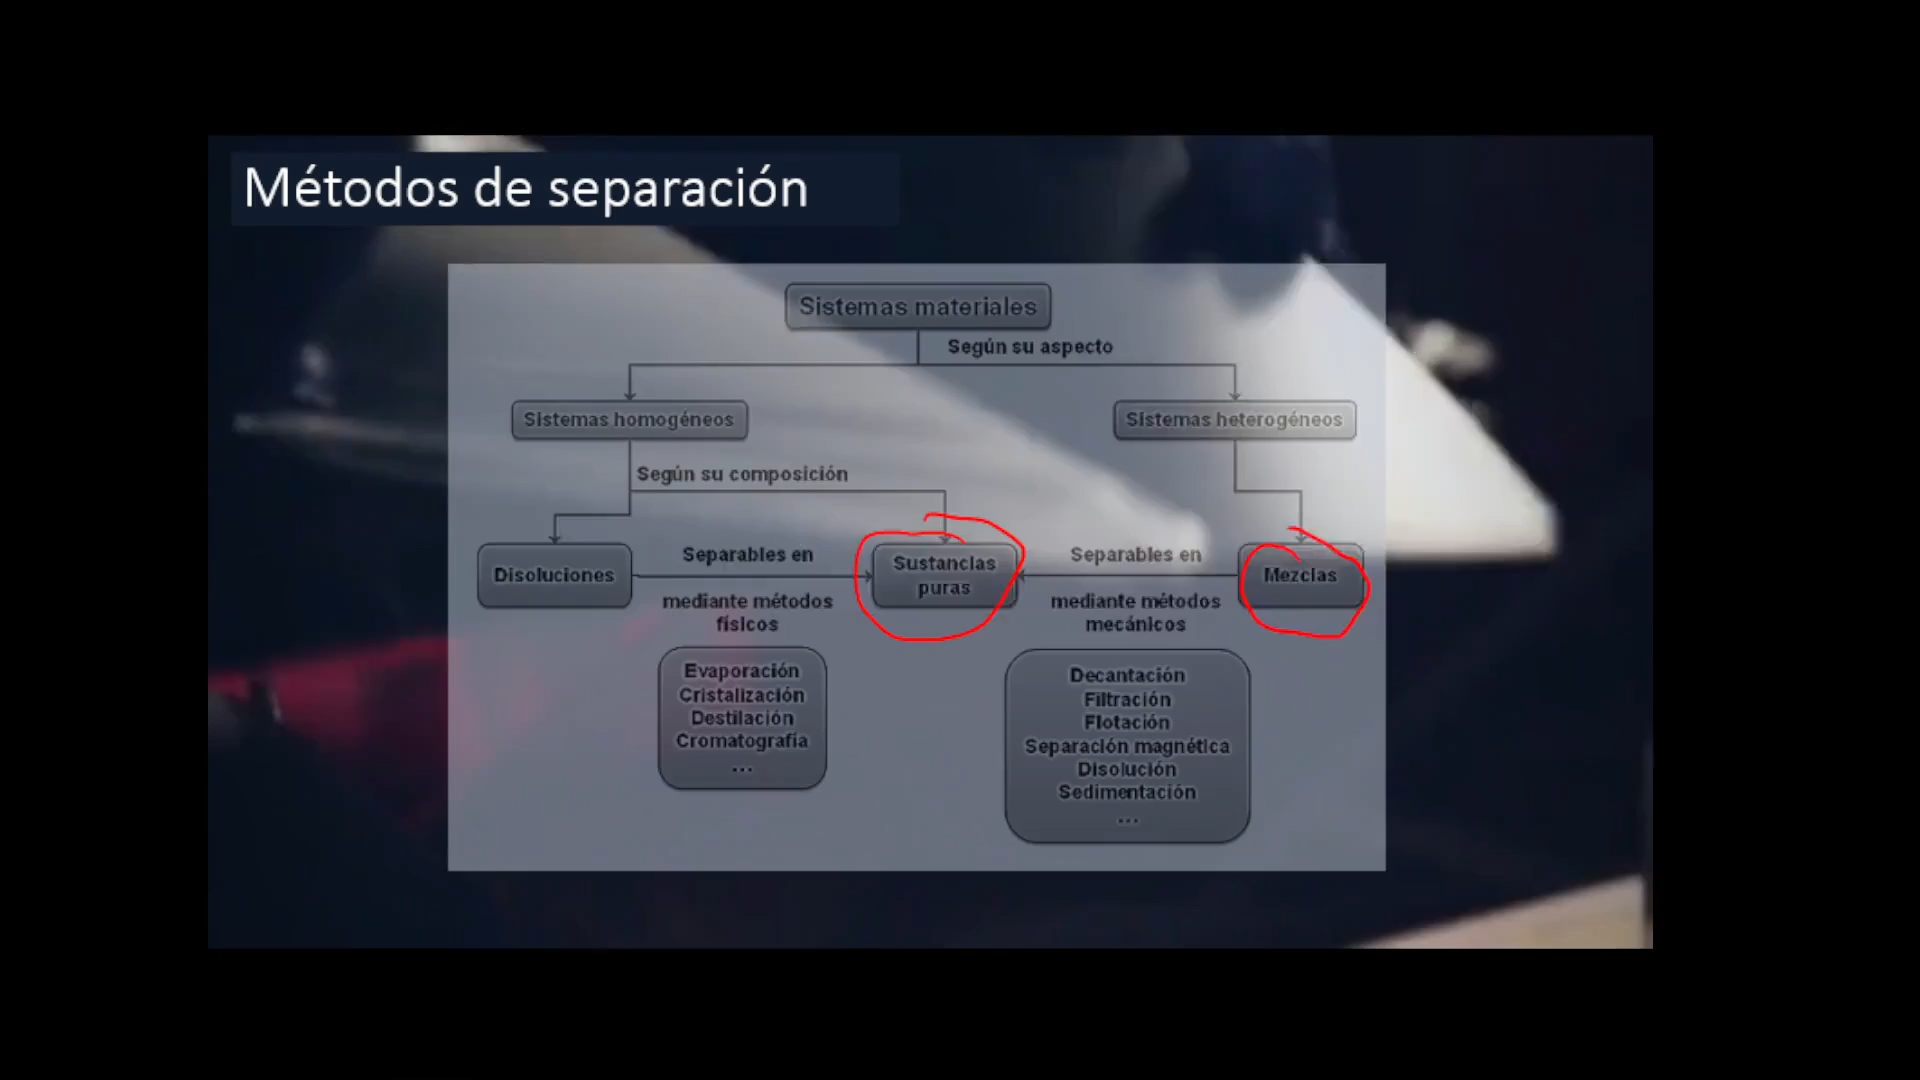 Métodos de separación
Sistemas materiales
Según su aspecto
Sistemas homogéneos
Sistemas heterogéneos
Según su composición
Disoluciones
Separables en
mediante métodos
físicos
Sustancias
puras
Separables en
mediante métodos
mecánicos
Mezclas
Evaporación
Cristalización
Destilación
Cromatografía
...
Decantación
Filtración
Flotación
Separación magnética
Disolución
Sedimentación
...